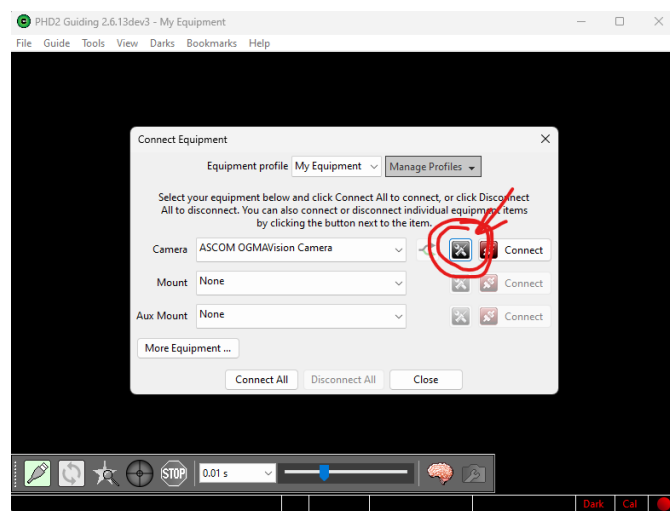 PHD2 Guiding 2.6.13dev3 - My Equipment
File Guide Tools View Darks Bookmarks Help
Connect Equipment
Equipment profile My Equipment Manage Profiles
Select your equipment below and click Connect All to connect, or click Disconnect
All to disconnect. You can also connect or disconnect individual equipment items
by clicking the button next to the item.
Camera ASCOM OGMAVision Camera Connect
Mount None Connect
Aux Mount None Connect
More Equipment ...
Connect All Disconnect All Close
STOP 0.01 s
Dark Cal